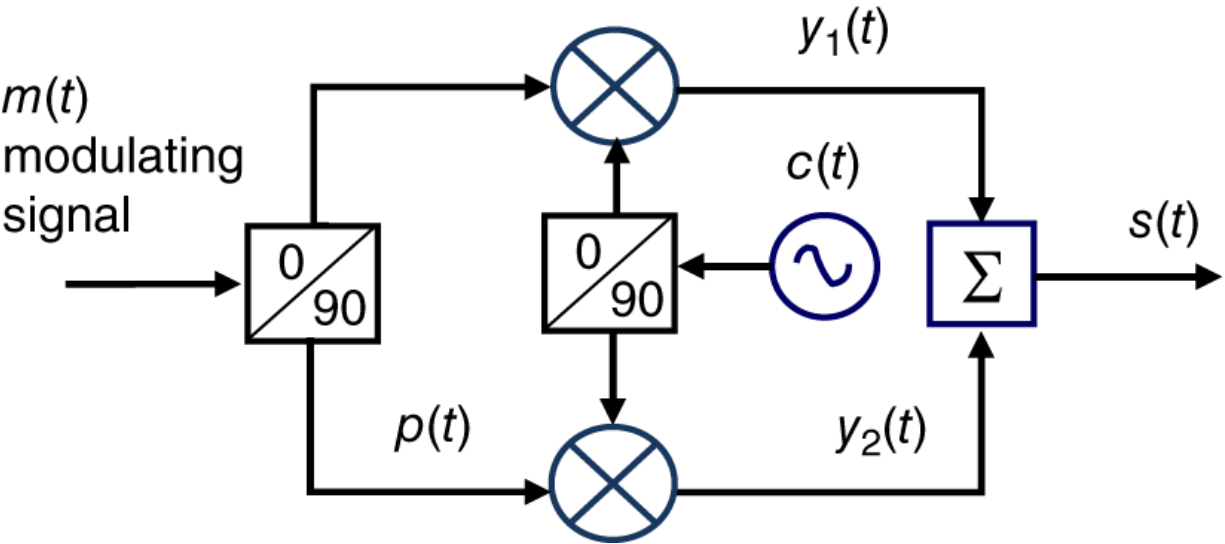 m(t)
modulating
signal
y₁(t)
c(t)
0
90
0
90
Σ
s(t)
p(t)
y₂(t)